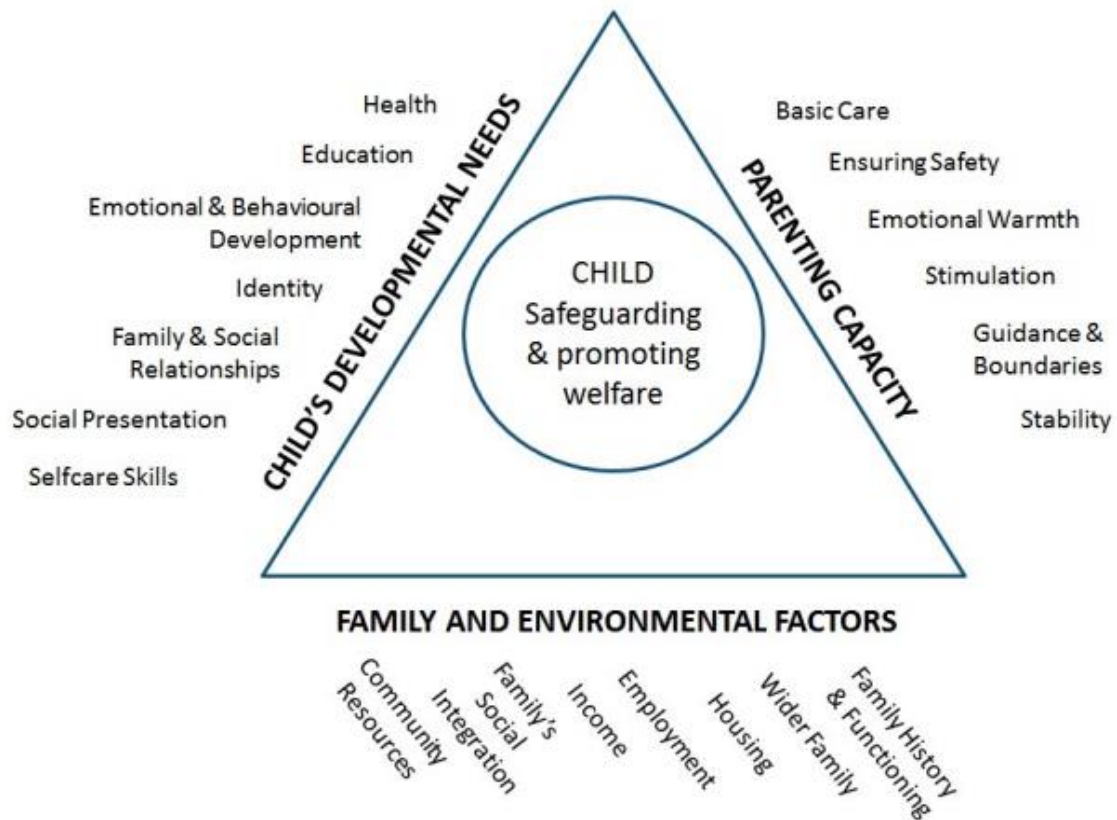 Health
Education
Emotional & Behavioural
Development
Identity
Family & Social
Relationships
Social Presentation
Selfcare Skills
CHILD'S DEVELOPMENTAL NEEDS
CHILD
Safeguarding
& promoting
welfare
PARENTING CAPACITY
Basic Care
Ensuring Safety
Emotional Warmth
Stimulation
Guidance &
Boundaries
Stability
FAMILY AND ENVIRONMENTAL FACTORS
Community
Resources
Family's
Social
Integration
Income
Employment
Housing
Wider Family
Family History
& Functioning